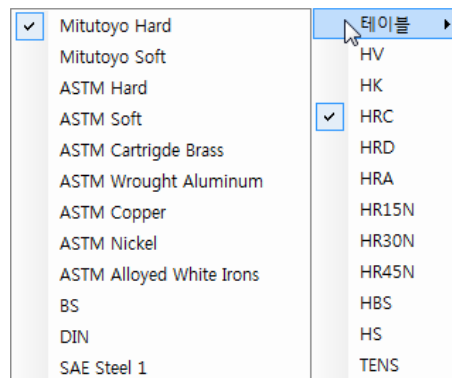 Mitutoyo Hard
Mitutoyo Soft
ASTM Hard
ASTM Soft
ASTM Cartrigde Brass
ASTM Wrought Aluminum
ASTM Copper
ASTM Nickel
ASTM Alloyed White Irons
BS
DIN
SAE Steel 1
테이블
HV
HK
HRC
HRD
HRA
HR15N
HR30N
HR45N
HBS
HS
TENS